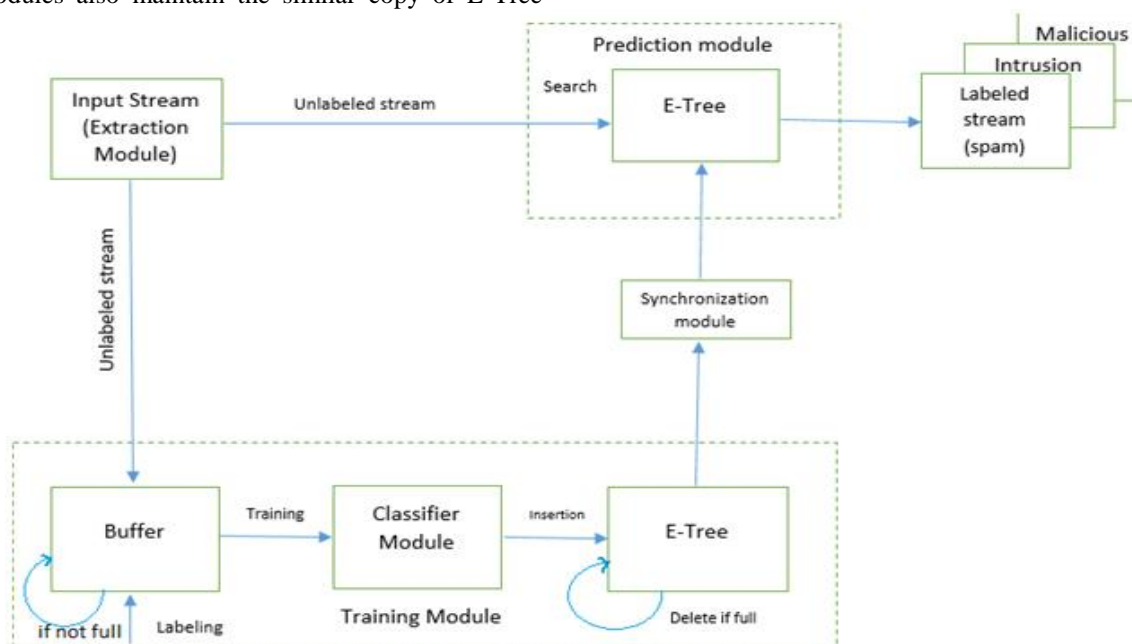 odules also maintain the similar copy of E-Tree
Prediction module
Malicious
Intrusion
Input Stream
(Extraction
Module)
Unlabeled stream
Search
E-Tree
Labeled
stream
(spam)
Unlabeled stream
Synchronization
module
Buffer
Training
Classifier
Module
Insertion
E-Tree
if not full
Labeling
Training Module
Delete if full